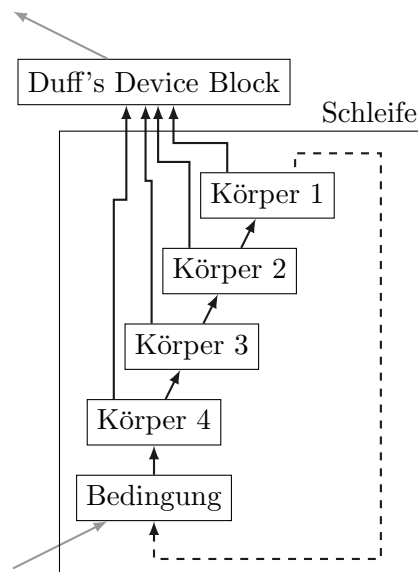 Duff's Device Block
Schleife
Körper 1
Körper 2
Körper 3
Körper 4
Bedingung